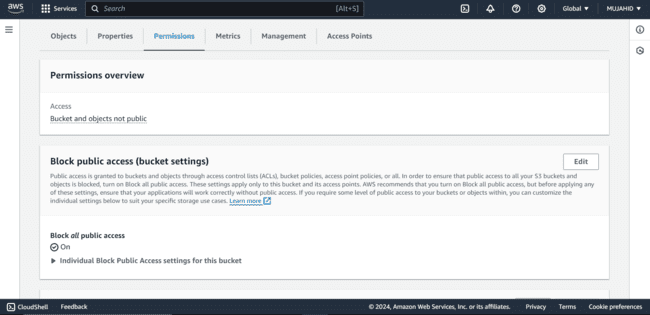 aws
Services
Search
[Alt+S]
Global
MUJAHID
Objects
Properties
Permissions
Metrics
Management
Access Points
Permissions overview
Access
Bucket and objects not public
Block public access (bucket settings)
Edit
Public access is granted to buckets and objects through access control lists (ACLs), bucket policies, access point policies, or all. In order to ensure that public access to all your S3 buckets and
objects is blocked, turn on Block all public access. These settings apply only to this bucket and its access points. AWS recommends that you turn on Block all public access, but before applying any
of these settings, ensure that your applications will work correctly without public access. If you require some level of public access to your buckets or objects within, you can customize the
individual settings below to suit your specific storage use cases. Learn more
Block all public access
On
Individual Block Public Access settings for this bucket
CloudShell
Feedback
© 2024, Amazon Web Services, Inc. or its affiliates.
Privacy
Terms
Cookie preferences